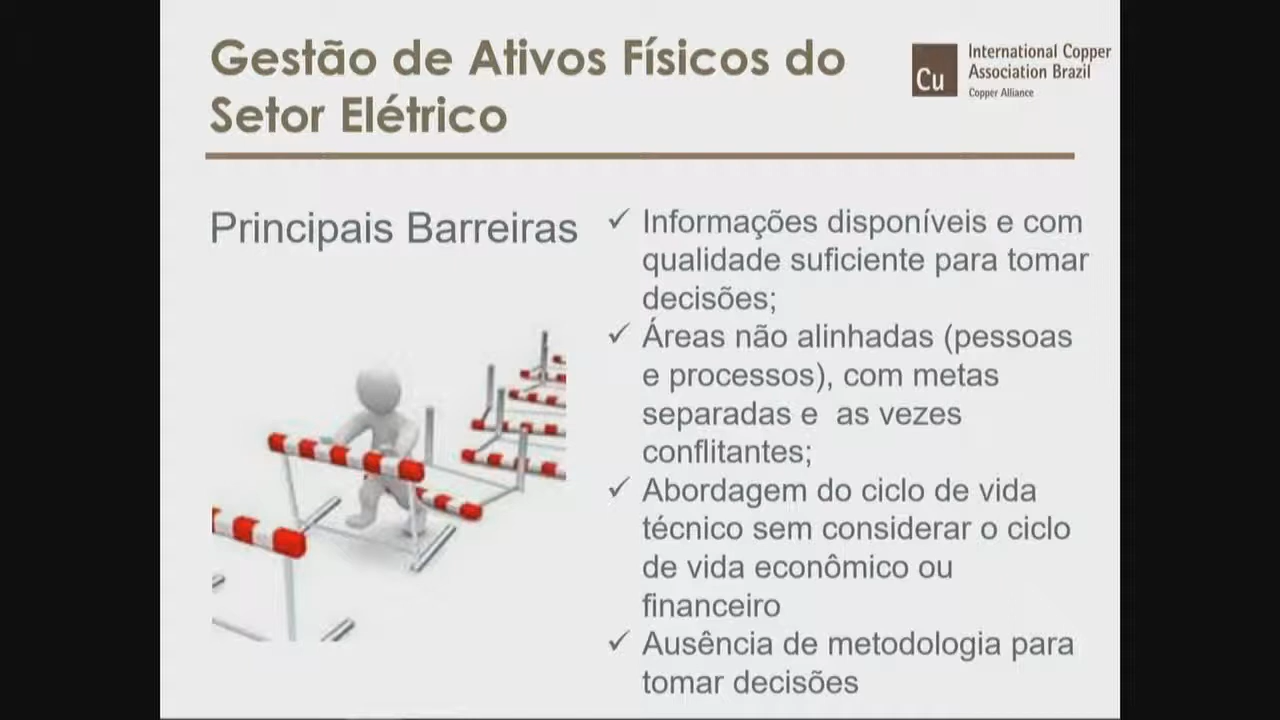 Gestão de Ativos Físicos do
Setor Elétrico
Cu
International Copper
Association Brazil
Copper Alliance
Principais Barreiras
✓ Informações disponíveis e com
qualidade suficiente para tomar
decisões;
✓ Áreas não alinhadas (pessoas
e processos), com metas
separadas e as vezes
conflitantes;
✓ Abordagem do ciclo de vida
técnico sem considerar o ciclo
de vida econômico ou
financeiro
✓ Ausência de metodologia para
tomar decisões